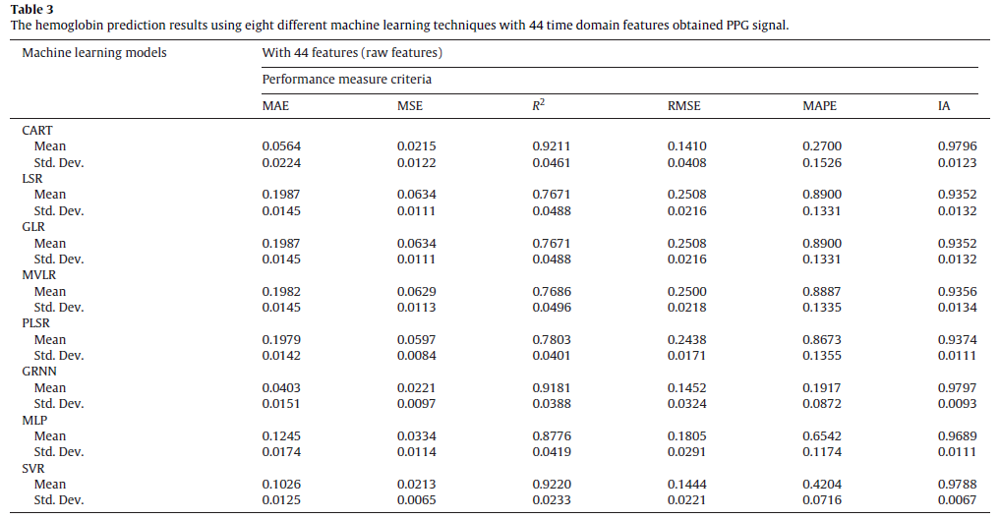 Table 3
The hemoglobin prediction results using eight different machine learning techniques with 44 time domain features obtained PPG signal.
Machine learning models With 44 features (raw features)
Performance measure criteria
MAE MSE R² RMSE MAPE IA
CART
Mean 0.0564 0.0215 0.9211 0.1410 0.2700 0.9796
Std. Dev. 0.0224 0.0122 0.0461 0.0408 0.1526 0.0123
LSR
Mean 0.1987 0.0634 0.7671 0.2508 0.8900 0.9352
Std. Dev. 0.0145 0.0111 0.0488 0.0216 0.1331 0.0132
GLR
Mean 0.1987 0.0634 0.7671 0.2508 0.8900 0.9352
Std. Dev. 0.0145 0.0111 0.0488 0.0216 0.1331 0.0132
MVLR
Mean 0.1982 0.0629 0.7686 0.2500 0.8887 0.9356
Std. Dev. 0.0145 0.0113 0.0496 0.0218 0.1335 0.0134
PLSR
Mean 0.1979 0.0597 0.7803 0.2438 0.8673 0.9374
Std. Dev. 0.0142 0.0084 0.0401 0.0171 0.1355 0.0111
GRNN
Mean 0.0403 0.0221 0.9181 0.1452 0.1917 0.9797
Std. Dev. 0.0151 0.0097 0.0388 0.0324 0.0872 0.0093
MLP
Mean 0.1245 0.0334 0.8776 0.1805 0.6542 0.9689
Std. Dev. 0.0174 0.0114 0.0419 0.0291 0.1174 0.0111
SVR
Mean 0.1026 0.0213 0.9220 0.1444 0.4204 0.9788
Std. Dev. 0.0125 0.0065 0.0233 0.0221 0.0716 0.0067